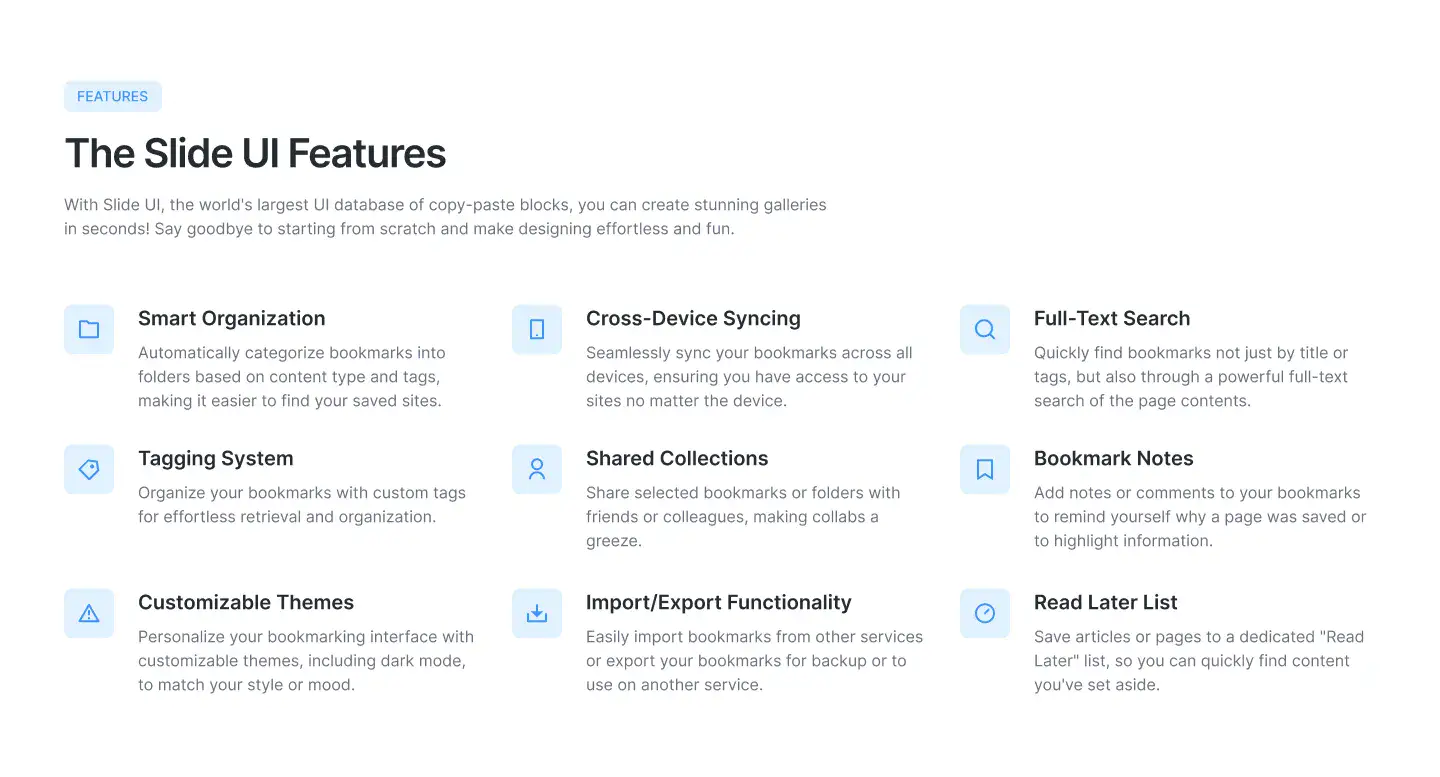 FEATURES
The Slide UI Features
With Slide UI, the world's largest UI database of copy-paste blocks, you can create stunning galleries
in seconds! Say goodbye to starting from scratch and make designing effortless and fun.
Smart Organization
Automatically categorize bookmarks into
folders based on content type and tags,
making it easier to find your saved sites.
Cross-Device Syncing
Seamlessly sync your bookmarks across all
devices, ensuring you have access to your
sites no matter the device.
Full-Text Search
Quickly find bookmarks not just by title or
tags, but also through a powerful full-text
search of the page contents.
Tagging System
Organize your bookmarks with custom tags
for effortless retrieval and organization.
Shared Collections
Share selected bookmarks or folders with
friends or colleagues, making collabs a
greeze.
Bookmark Notes
Add notes or comments to your bookmarks
to remind yourself why a page was saved or
to highlight information.
Customizable Themes
Personalize your bookmarking interface with
customizable themes, including dark mode,
to match your style or mood.
Import/Export Functionality
Easily import bookmarks from other services
or export your bookmarks for backup or to
use on another service.
Read Later List
Save articles or pages to a dedicated "Read
Later" list, so you can quickly find content
you've set aside.